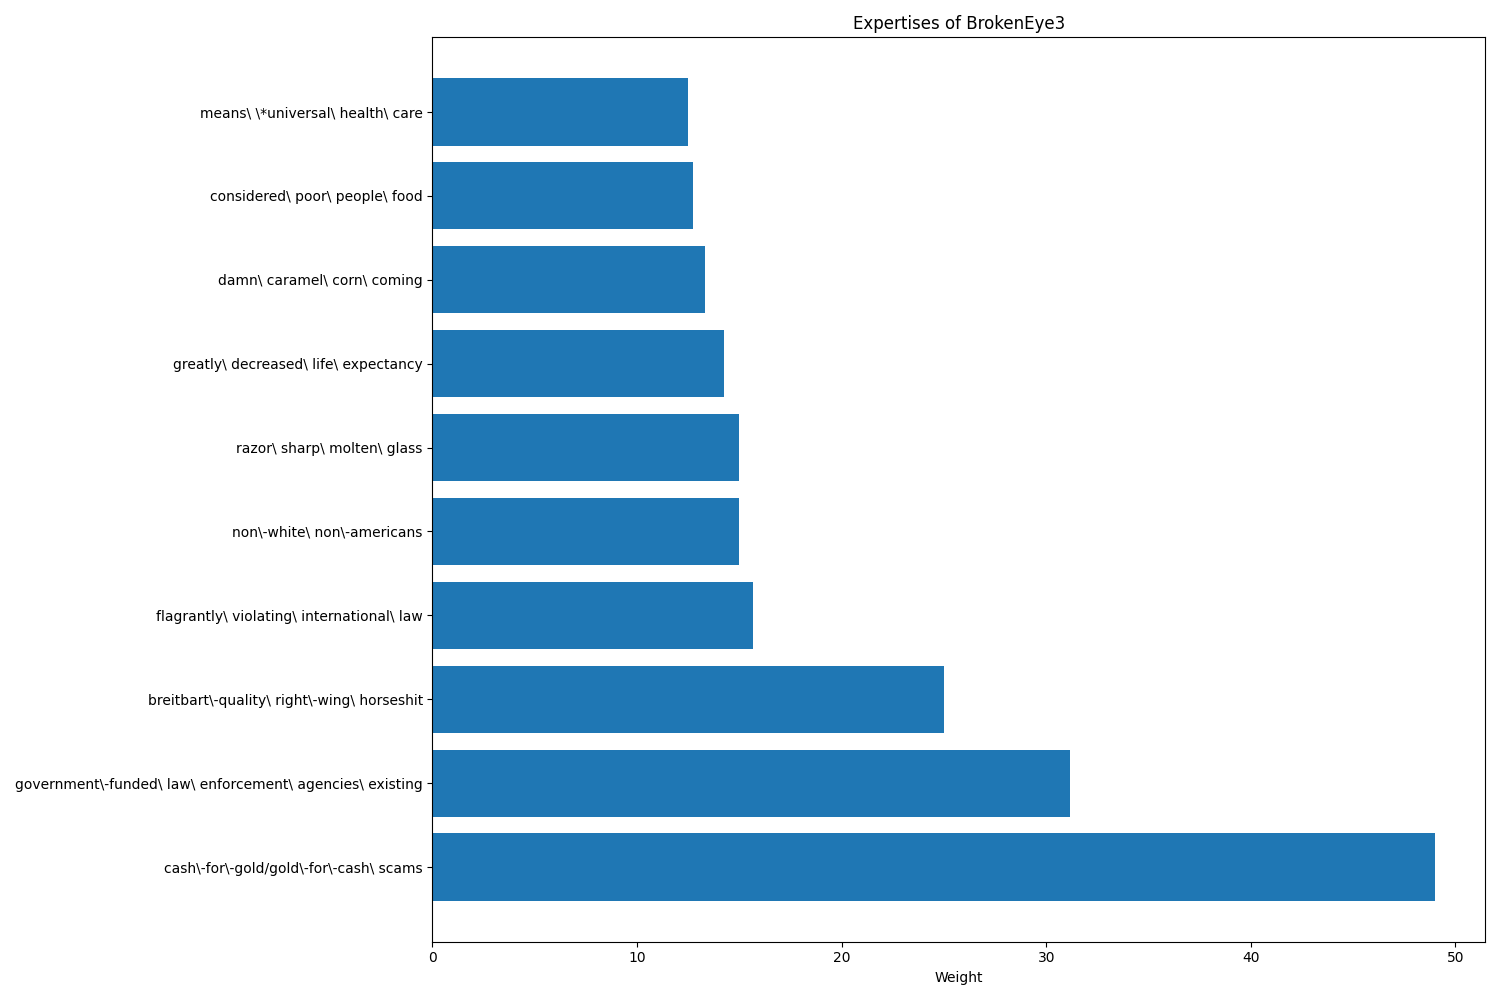 Expertises of BrokenEye3
means\ \*universal\ health\ care
considered\ poor\ people\ food
damn\ caramel\ corn\ coming
greatly\ decreased\ life\ expectancy
razor\ sharp\ molten\ glass
non\-white\ non\-americans
flagrantly\ violating\ international\ law
breitbart\-quality\ right\-wing\ horseshit
government\-funded\ law\ enforcement\ agencies\ existing
cash\-for\-gold/gold\-for\-cash\ scams
0 10 20 30 40 50
Weight